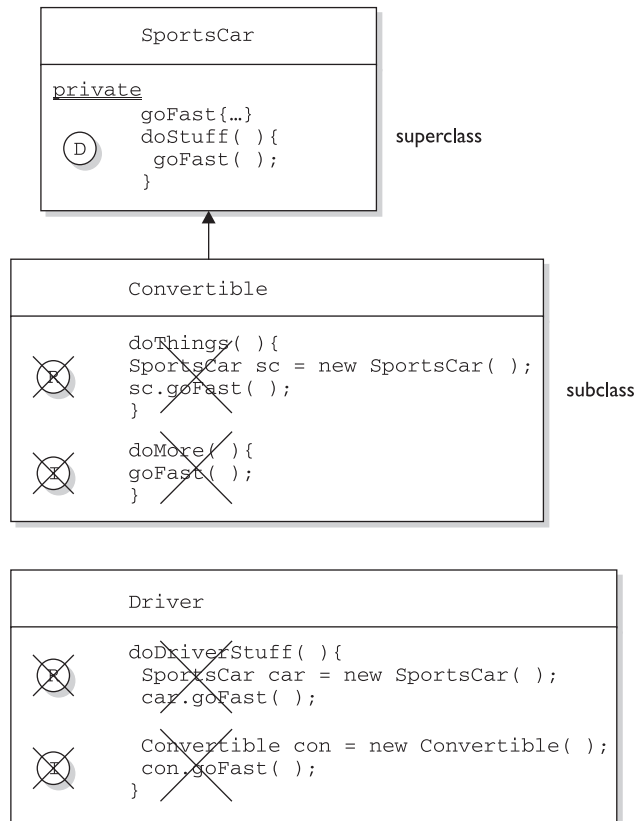 SportsCar
private
goFast{…}
D
doStuff( ){
goFast( );
}
superclass
Convertible
doThings( ){
R
SportsCar sc = new SportsCar( );
sc.goFast( );
}
subclass
doMore( ){
I
goFast( );
}
Driver
doDriverStuff( ){
R
SportsCar car = new SportsCar( );
car.goFast( );
Convertible con = new Convertible( );
I
con.goFast( );
}